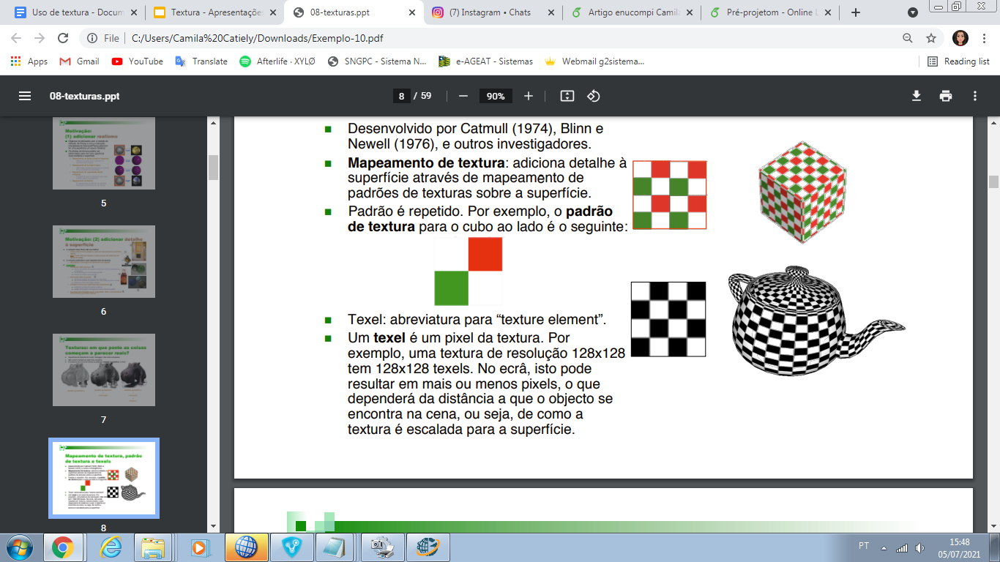 Uso de textura - Docum
Textura - Apresentaçõe
08-texturas.ppt
(7) Instagram • Chats
Artigo enucompi Camil
Pré-projetom - Online L
File
C:/Users/Camila%20Catiely/Downloads/Exemplo-10.pdf
Apps
Gmail
YouTube
Translate
Afterlife · XYLØ
SNGPC - Sistema N...
e-AGEAT - Sistemas
Webmail g2sistema...
Reading list
08-texturas.ppt
8 / 59
90%
Motivação:
(1) adicionar realismo
5
Motivação: (2) adicionar detalhe
à superfície
6
Texturas: em que ponto as coisas
começam a parecer reais?
7
Mapeamento de textura, padrão
de textura e texels
8
Desenvolvido por Catmull (1974), Blinn e
Newell (1976), e outros investigadores.
Mapeamento de textura: adiciona detalhe à
superfície através de mapeamento de
padrões de texturas sobre a superfície.
Padrão é repetido. Por exemplo, o padrão
de textura para o cubo ao lado é o seguinte:
Texel: abreviatura para “texture element”.
Um texel é um pixel da textura. Por
exemplo, uma textura de resolução 128x128
tem 128x128 texels. No ecrâ, isto pode
resultar em mais ou menos pixels, o que
dependerá da distância a que o objecto se
encontra na cena, ou seja, de como a
textura é escalada para a superfície.
PT
15:48
05/07/2021